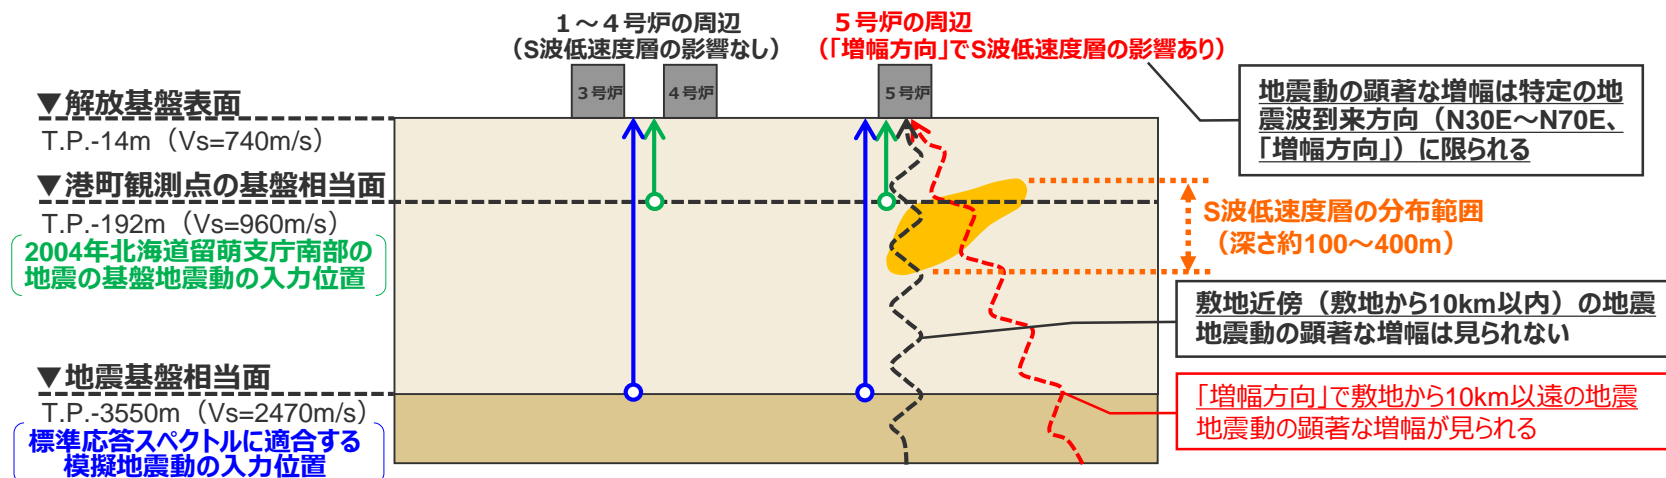 1～4号炉の周辺
（S波低速度層の影響なし）
5号炉の周辺
（「増幅方向」でS波低速度層の影響あり）
3号炉
4号炉
5号炉
▼解放基盤表面
T.P.-14m（Vs=740m/s）
▼港町観測点の基盤相当面
T.P.-192m（Vs=960m/s）
2004年北海道留萌支庁南部の
地震の基盤地震動の入力位置
▼地震基盤相当面
T.P.-3550m（Vs=2470m/s）
標準応答スペクトルに適合する
模擬地震動の入力位置
地震動の顕著な増幅は特定の地
震波到来方向（N30E～N70E、
「増幅方向」）に限られる
S波低速度層の分布範囲
（深さ約100～400m）
敷地近傍（敷地から10km以内）の地震
地震動の顕著な増幅は見られない
「増幅方向」で敷地から10km以遠の地震
地震動の顕著な増幅が見られる